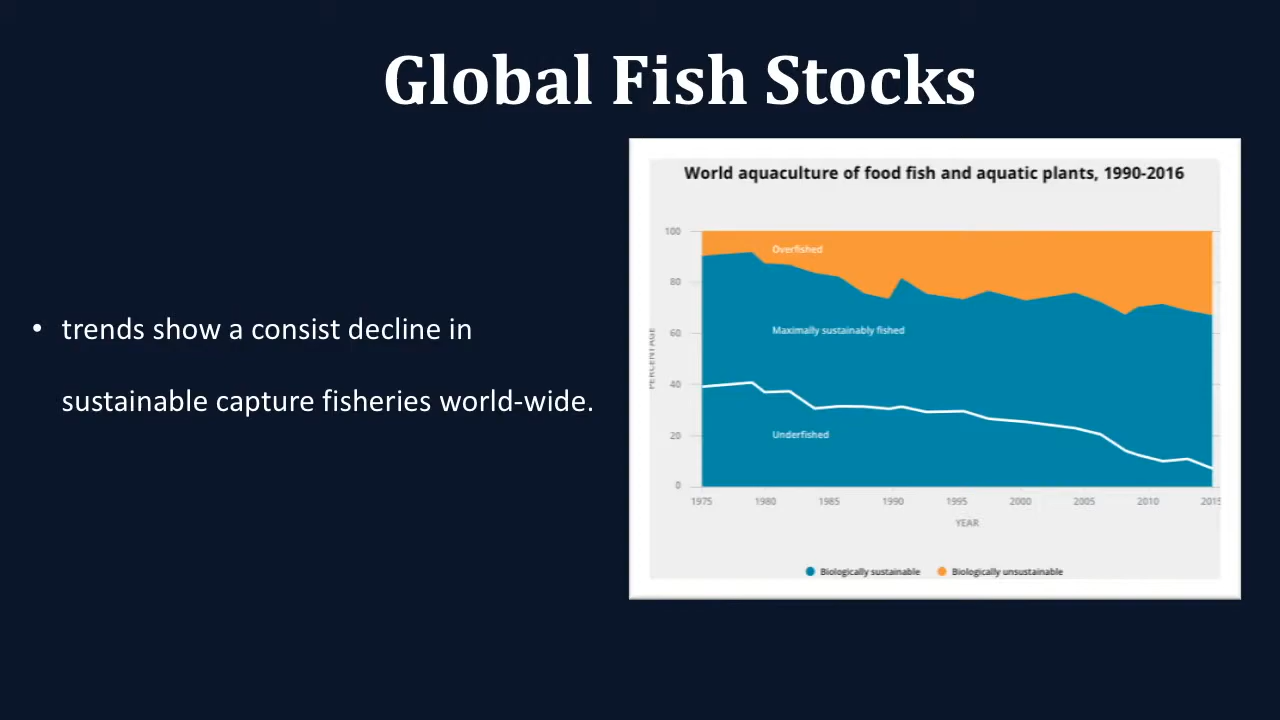 Global Fish Stocks
• trends show a consist decline in
sustainable capture fisheries world-wide.
World aquaculture of food fish and aquatic plants, 1990-2016
100
80
60
40
20
0
PERCENTAGE
Overfished
Maximally sustainably fished
Underfished
1975 1980 1985 1990 1995 2000 2005 2010 2015
YEAR
Biologically sustainable Biologically unsustainable